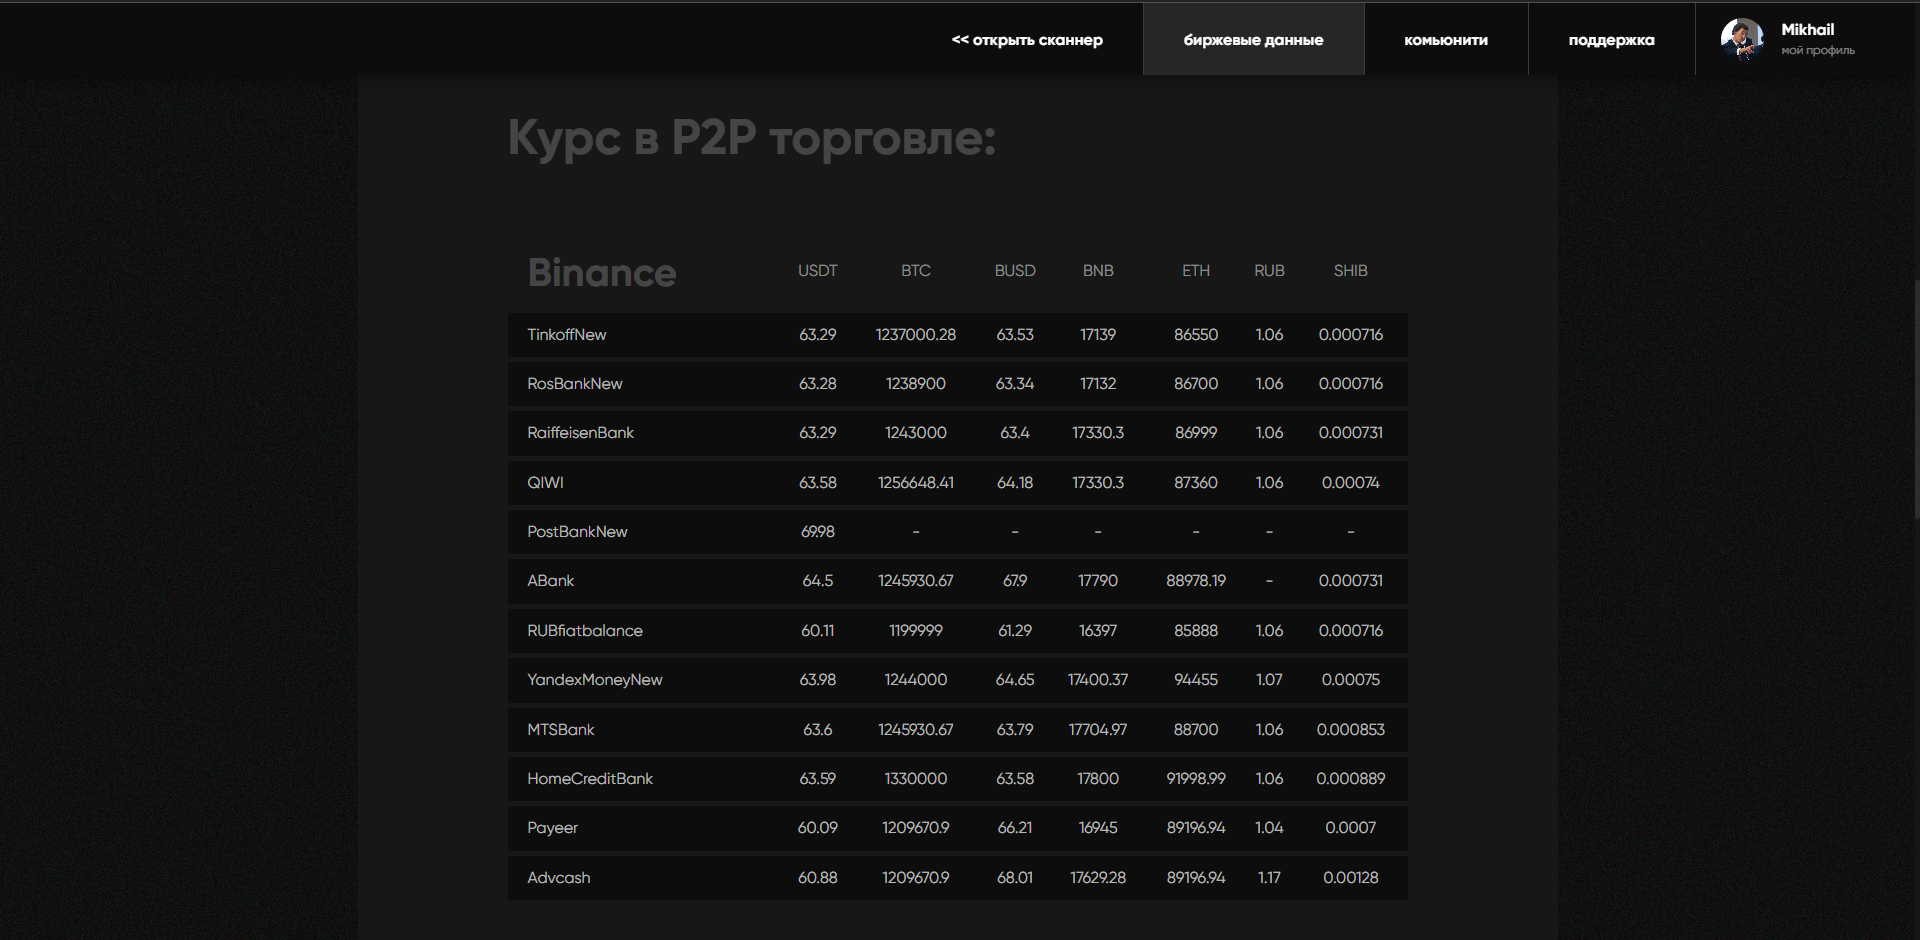 << открыть сканнер биржевые данные комьюнити поддержка Mikhail
мой профиль
Курс в P2P торговле:
Binance USDT BTC BUSD BNB ETH RUB SHIB
TinkoffNew 63.29 1237000.28 63.53 17139 86550 1.06 0.000716
RosBankNew 63.28 1238900 63.34 17132 86700 1.06 0.000716
RaiffeisenBank 63.29 1243000 63.4 17330.3 86999 1.06 0.000731
QIWI 63.58 1256648.41 64.18 17330.3 87360 1.06 0.00074
PostBankNew 69.98 - - - - - -
ABank 64.5 1245930.67 67.9 17790 88978.19 - 0.000731
RUBfiatbalance 60.11 1199999 61.29 16397 85888 1.06 0.000716
YandexMoneyNew 63.98 1244000 64.65 17400.37 94455 1.07 0.00075
MTSBank 63.6 1245930.67 63.79 17704.97 88700 1.06 0.000853
HomeCreditBank 63.59 1330000 63.58 17800 91998.99 1.06 0.000889
Payeer 60.09 1209670.9 66.21 16945 89196.94 1.04 0.0007
Advcash 60.88 1209670.9 68.01 17629.28 89196.94 1.17 0.00128